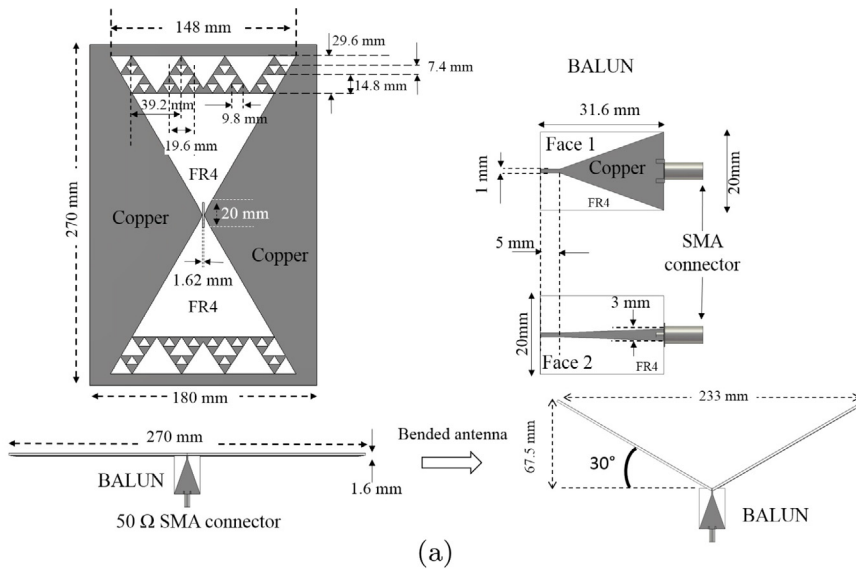 148 mm
29.6 mm
7.4 mm
14.8 mm
39.2 mm
9.8 mm
19.6 mm
FR4
20 mm
Copper
Copper
270 mm
1.62 mm
FR4
180 mm
BALUN
31.6 mm
Face 1
Copper
1 mm
FR4
20mm
5 mm
SMA
connector
3 mm
20mm
Face 2
FR4
270 mm
BALUN
1.6 mm
50 Ω SMA connector
Bended antenna
233 mm
67.5 mm
30°
BALUN
(a)